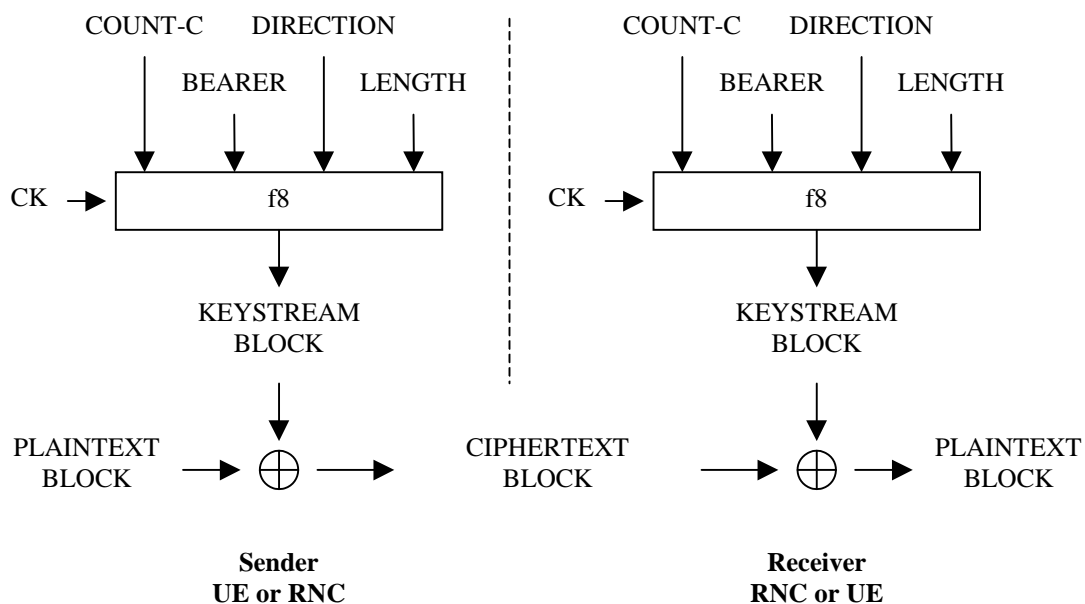 COUNT-C DIRECTION COUNT-C DIRECTION
BEARER LENGTH BEARER LENGTH
CK f8 CK f8
KEYSTREAM BLOCK KEYSTREAM BLOCK
PLAINTEXT BLOCK CIPHERTEXT BLOCK PLAINTEXT BLOCK
Sender Receiver
UE or RNC RNC or UE